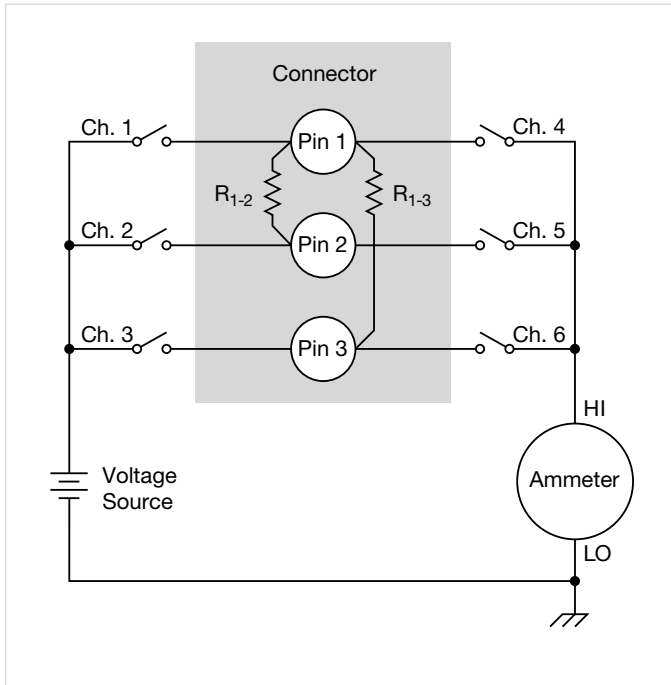 Connector
Ch. 1
Pin 1
Ch. 4
R1-2
R1-3
Ch. 2
Pin 2
Ch. 5
Ch. 3
Pin 3
Ch. 6
HI
Voltage
Source
Ammeter
LO